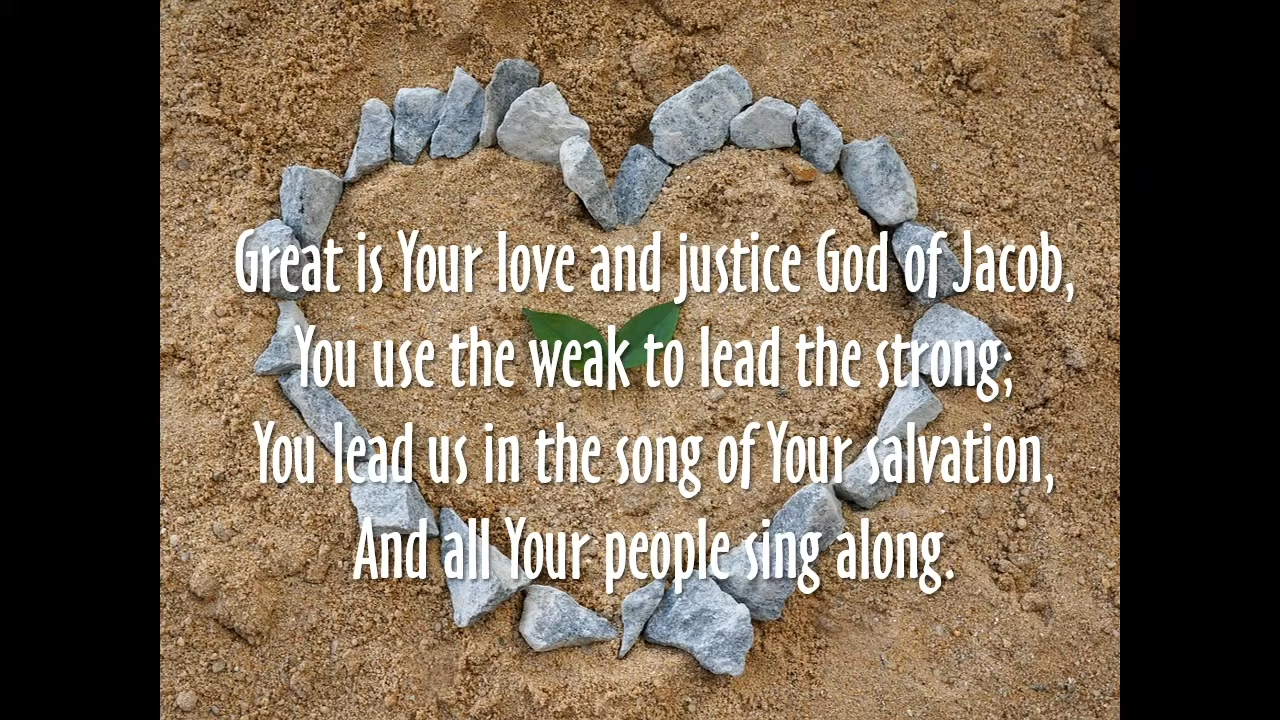 Great is Your love and justice God of Jacob,
You use the weak to lead the strong;
You lead us in the song of Your salvation,
And all Your people sing along.